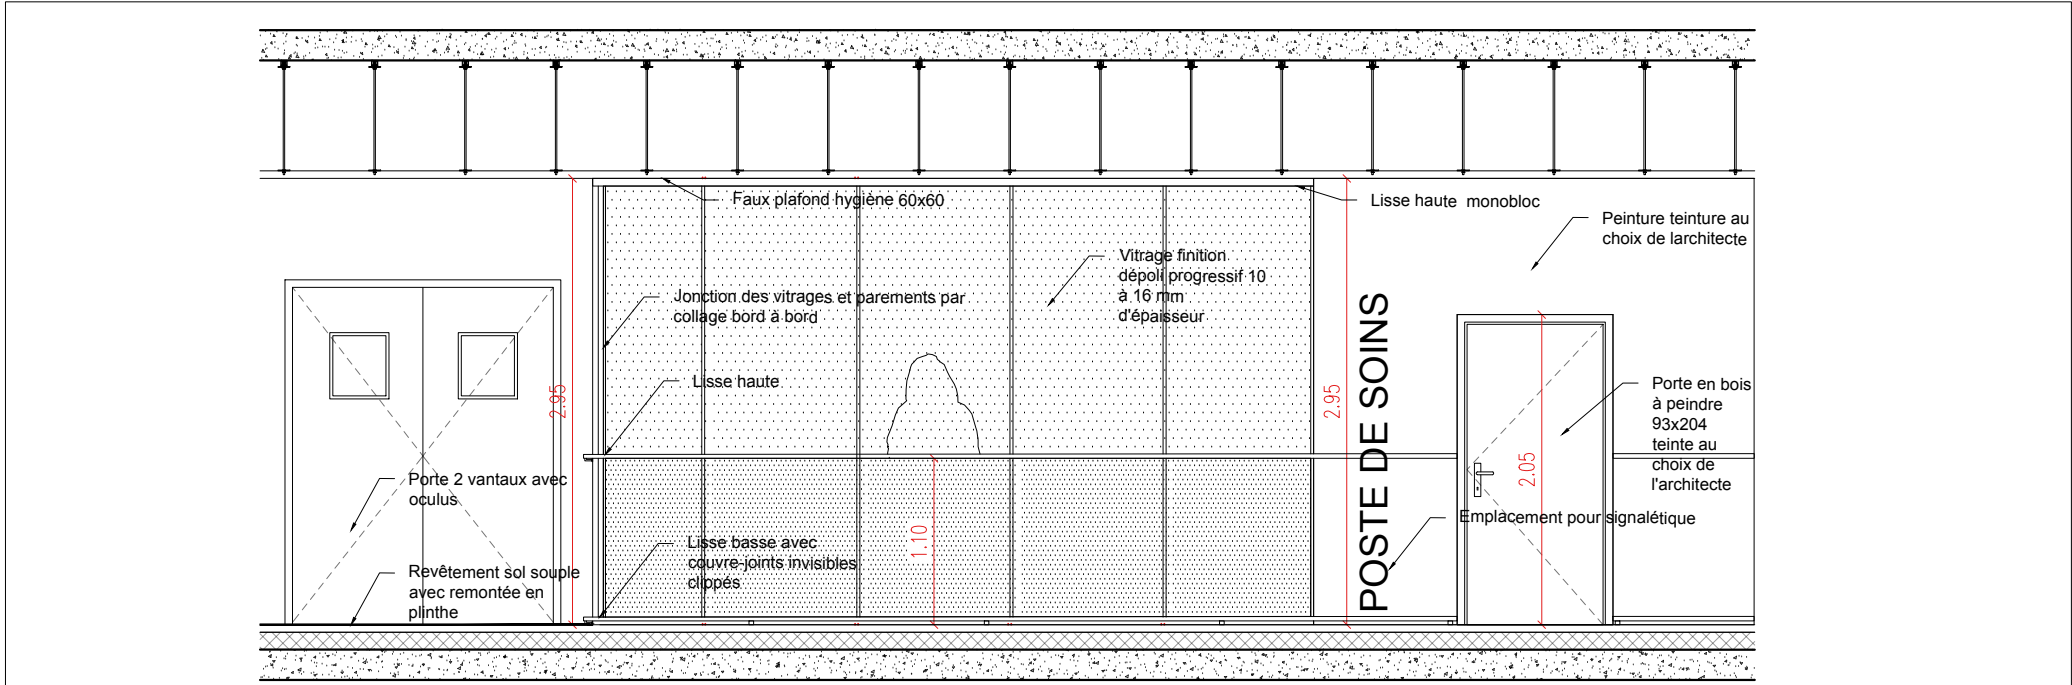 Faux plafond hygiène 60x60
Lisse haute monobloc
Peinture teinture au
choix de larchitecte
Vitrage finition
dépoli progressif 10
à 16 mm
d'épaisseur
Jonction des vitrages et parements par
collage bord à bord
Lisse haute
2.95
2.95
POSTE DE SOINS
Porte en bois
à peindre
93x204
teinte au
choix de
l'architecte
2.05
Porte 2 vantaux avec
oculus
Emplacement pour signalétique
1.10
Lisse basse avec
couvre-joints invisibles
clippés
Revêtement sol souple
avec remontée en
plinthe